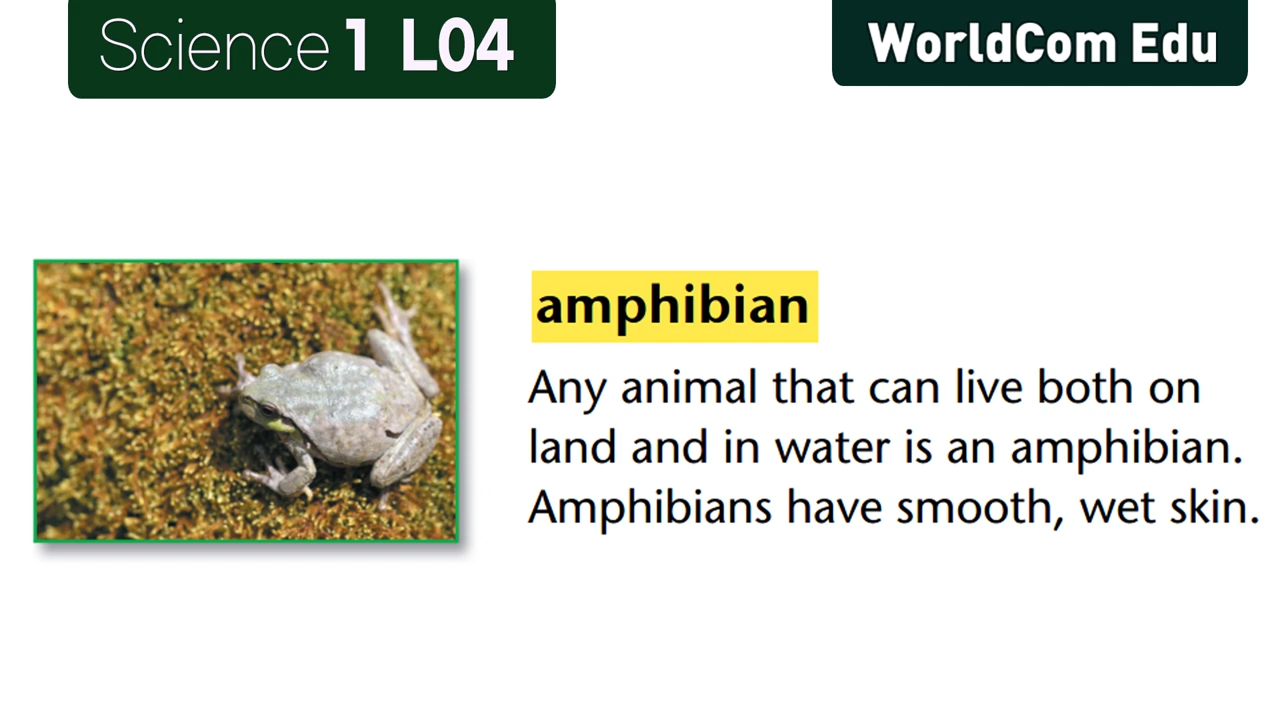 Science 1 L04
WorldCom Edu
amphibian
Any animal that can live both on
land and in water is an amphibian.
Amphibians have smooth, wet skin.